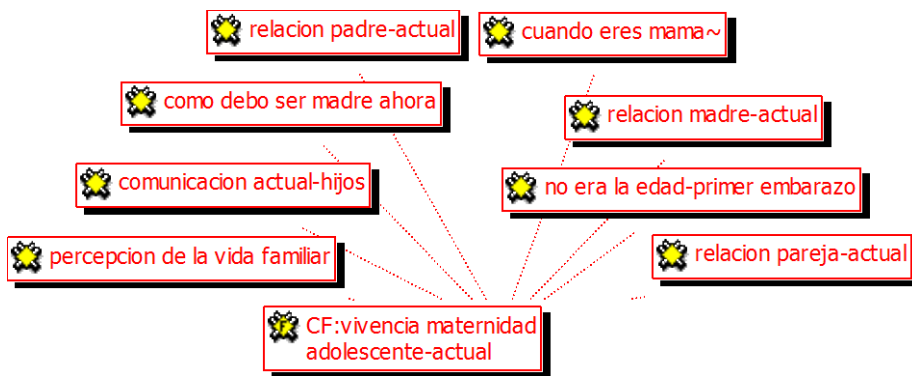 relacion padre-actual
cuando eres mama~
como debo ser madre ahora
relacion madre-actual
comunicacion actual-hijos
no era la edad-primer embarazo
percepcion de la vida familiar
relacion pareja-actual
CF:vivencia maternidad
adolescente-actual